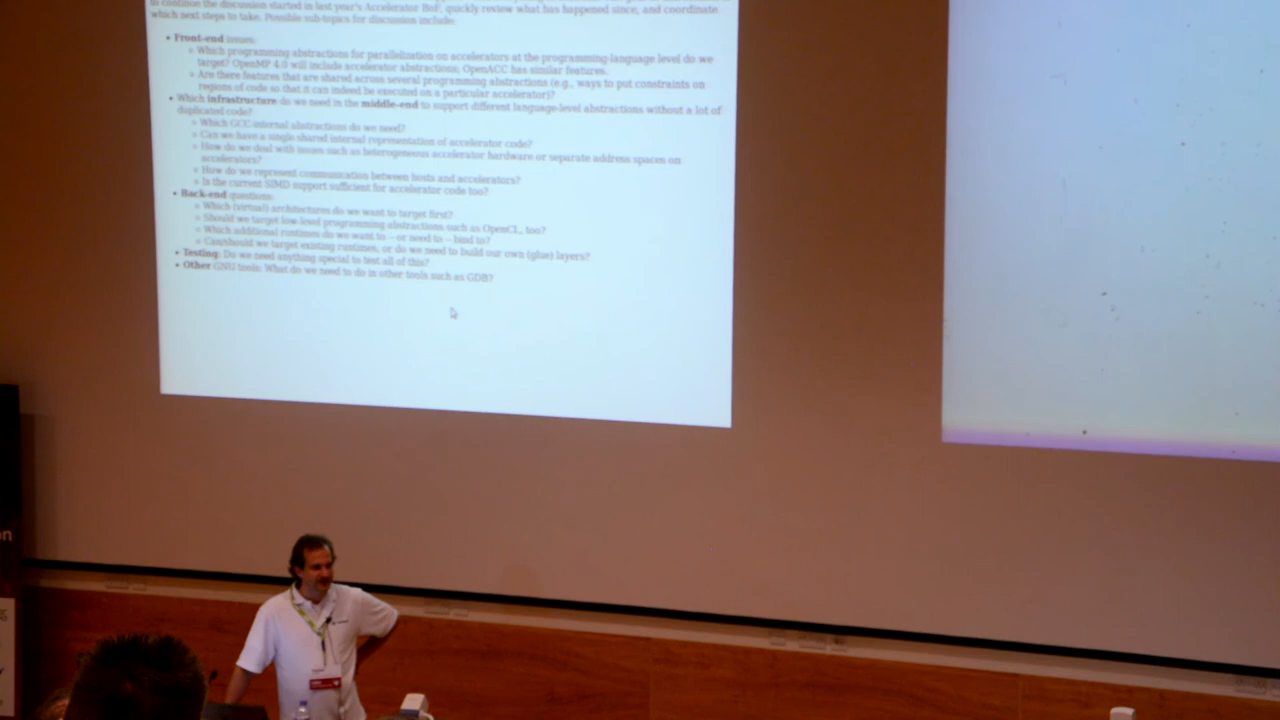 to continue the discussion started in last year's Accelerator BoF, quickly review what has happened since, and coordinate
which next steps to take. Possible sub-topics for discussion include:
• Front-end issues:
◦ Which programming abstractions for parallelization on accelerators at the programming-language level do we
target? OpenMP 4.0 will include accelerator abstractions; OpenACC has similar features.
◦ Are there features that are shared across several programming abstractions (e.g., ways to put constraints on
regions of code so that it can indeed be executed on a particular accelerator)?
• Which infrastructure do we need in the middle-end to support different language-level abstractions without a lot of
duplicated code?
◦ Which GCC-internal abstractions do we need?
◦ Can we have a single shared internal representation of accelerator code?
◦ How do we deal with issues such as heterogeneous accelerator hardware or separate address spaces on
accelerators?
◦ How do we represent communication between hosts and accelerators?
◦ Is the current SIMD support sufficient for accelerator code too?
• Back-end questions:
◦ Which (virtual) architectures do we want to target first?
◦ Should we target low-level programming abstractions such as OpenCL, too?
◦ Which additional runtimes do we want to – or need to – bind to?
◦ Can/should we target existing runtimes, or do we need to build our own (glue) layers?
• Testing: Do we need anything special to test all of this?
• Other GNU tools: What do we need to do in other tools such as GDB?
on